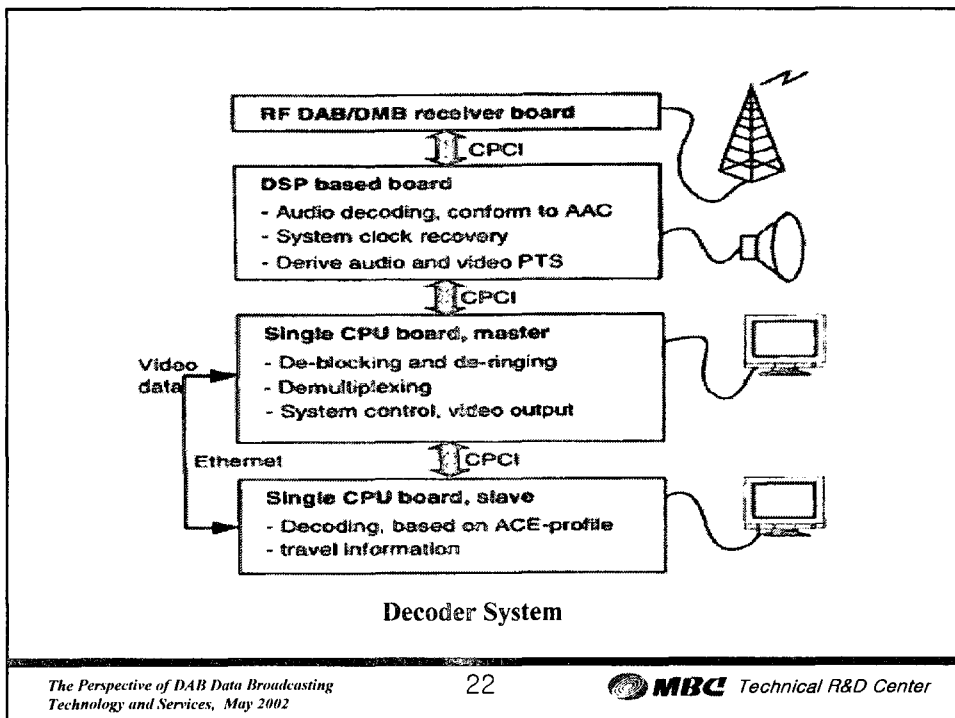 RF DAB/DMB receiver board
CPCI
DSP based board
- Audio decoding, conform to AAC
- System clock recovery
- Derive audio and video PTS
CPCI
Single CPU board, master
- De-blocking and de-ringing
- Demultiplexing
- System control, video output
Video
data
Ethernet
CPCI
Single CPU board, slave
- Decoding, based on ACE-profile
- travel information
Decoder System
The Perspective of DAB Data Broadcasting
Technology and Services, May 2002
22
MBC Technical R&D Center